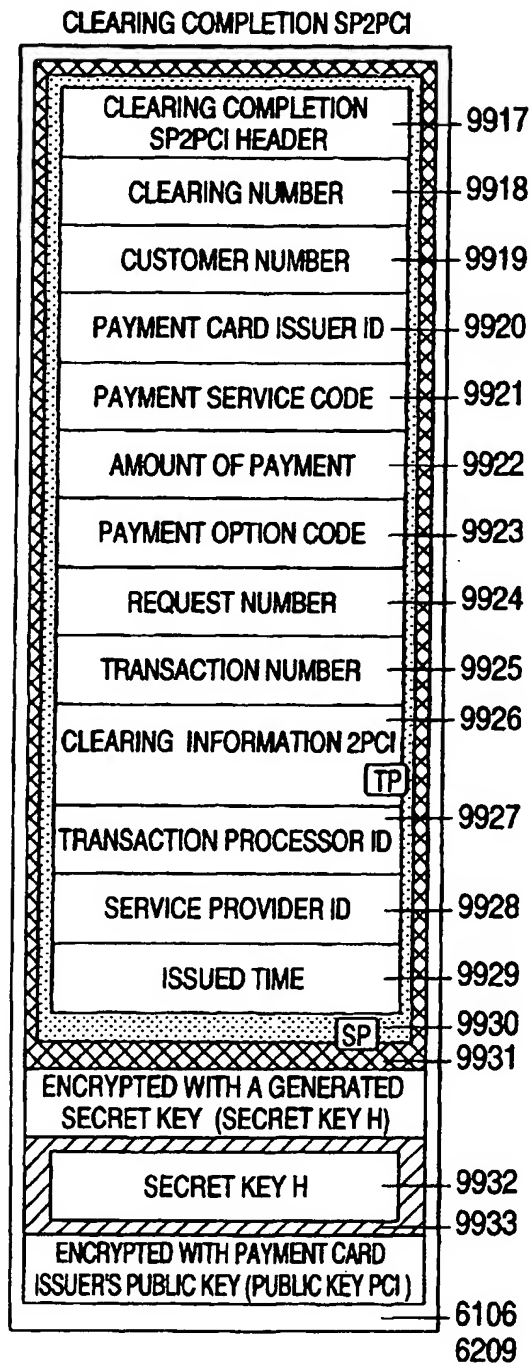 CLEARING COMPLETION SP2PCI
CLEARING COMPLETION
SP2PCI HEADER
9917
CLEARING NUMBER
9918
CUSTOMER NUMBER
9919
PAYMENT CARD ISSUER ID
9920
PAYMENT SERVICE CODE
9921
AMOUNT OF PAYMENT
9922
PAYMENT OPTION CODE
9923
REQUEST NUMBER
9924
TRANSACTION NUMBER
9925
9926
CLEARING INFORMATION 2PCI
TP
9927
TRANSACTION PROCESSOR ID
SERVICE PROVIDER ID
9928
ISSUED TIME
9929
SP
9930
9931
ENCRYPTED WITH A GENERATED
SECRET KEY (SECRET KEY H)
SECRET KEY H
9932
9933
ENCRYPTED WITH PAYMENT CARD
ISSUER'S PUBLIC KEY (PUBLIC KEY PCI)
6106
6209